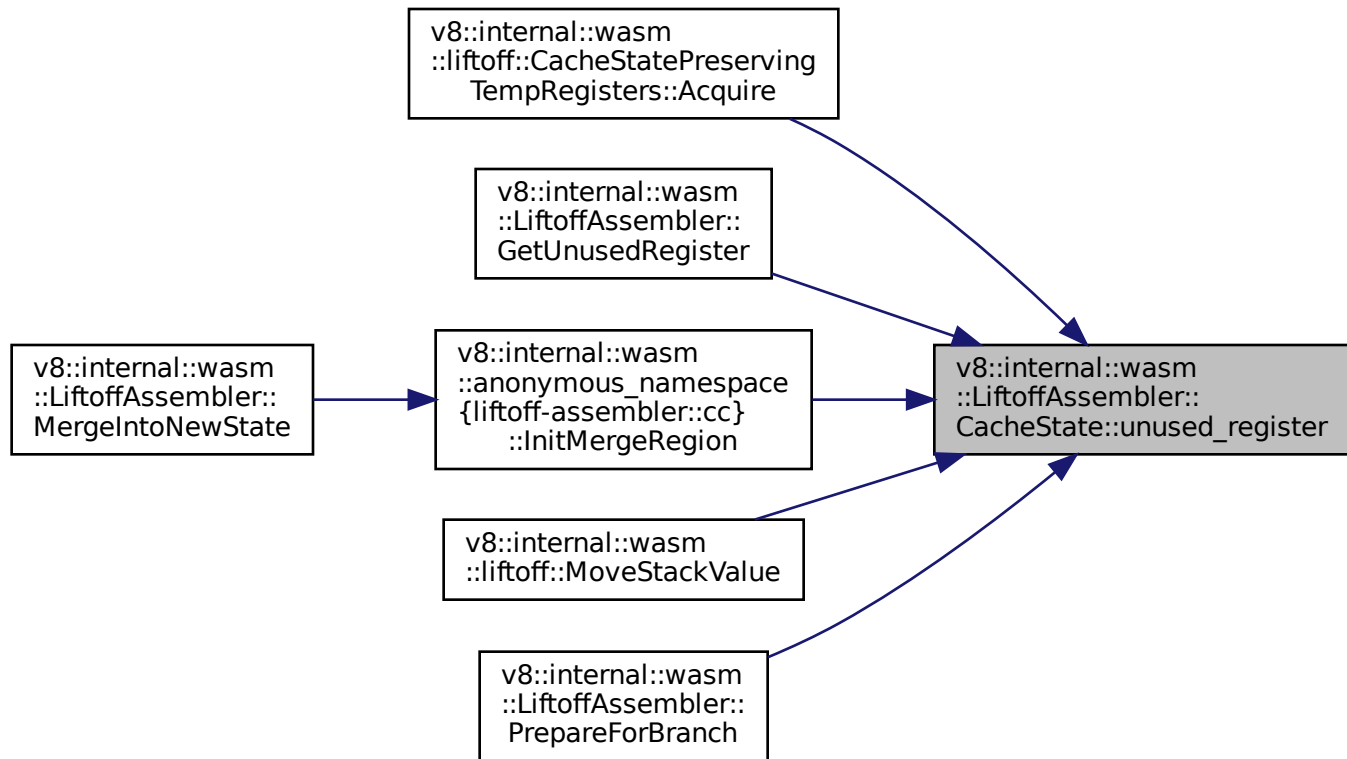 v8::internal::wasm
::liftoff::CacheStatePreserving
TempRegisters::Acquire
v8::internal::wasm
::LiftoffAssembler::
GetUnusedRegister
v8::internal::wasm
::LiftoffAssembler::
MergeIntoNewState
v8::internal::wasm
::anonymous_namespace
{liftoff-assembler::cc}
::InitMergeRegion
v8::internal::wasm
::LiftoffAssembler::
CacheState::unused_register
v8::internal::wasm
::liftoff::MoveStackValue
v8::internal::wasm
::LiftoffAssembler::
PrepareForBranch